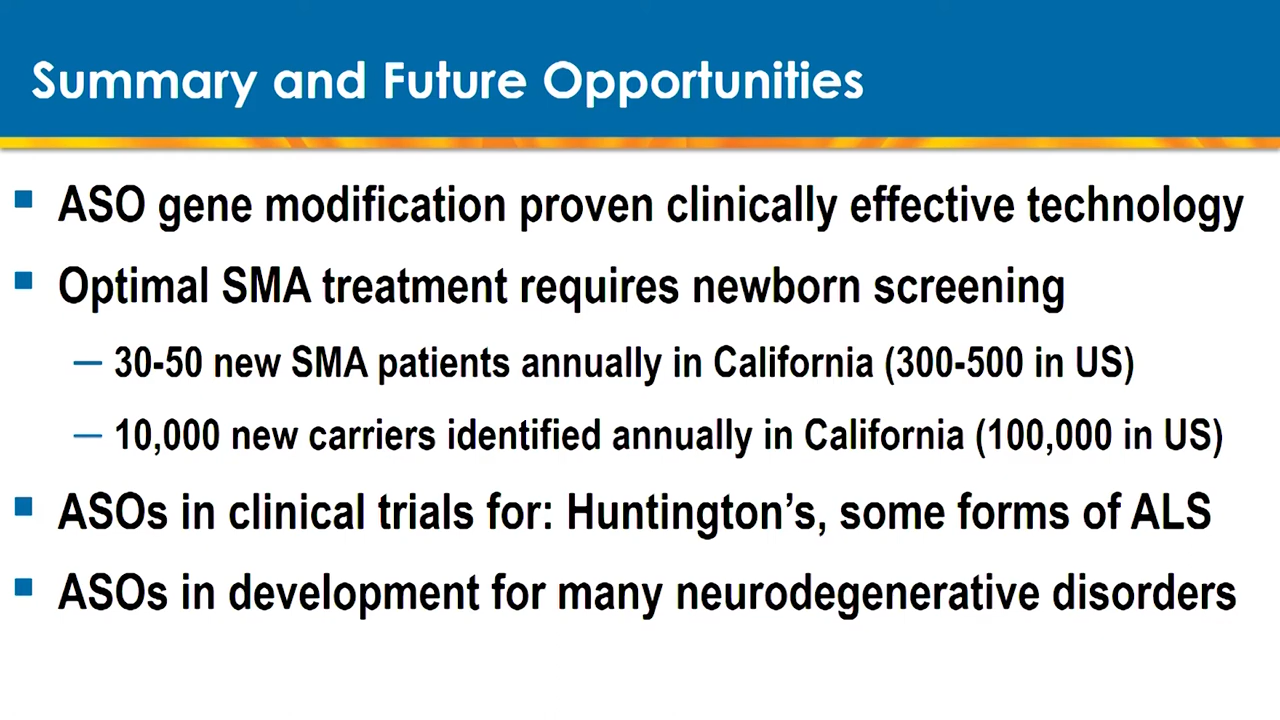 Summary and Future Opportunities
ASO gene modification proven clinically effective technology
Optimal SMA treatment requires newborn screening
— 30-50 new SMA patients annually in California (300-500 in US)
— 10,000 new carriers identified annually in California (100,000 in US)
ASOs in clinical trials for: Huntington’s, some forms of ALS
ASOs in development for many neurodegenerative disorders